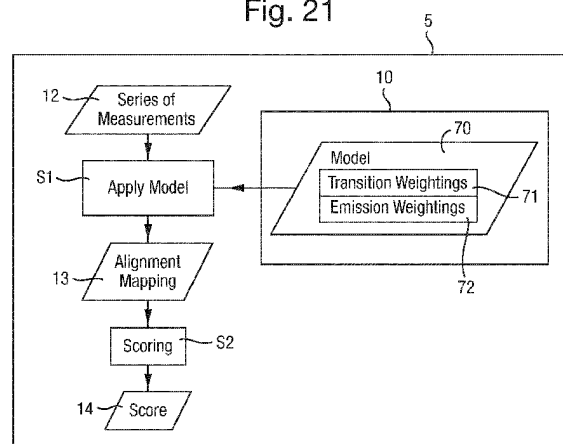 Fig. 21
5
12
Series of
Measurements
10
70
S1
Apply Model
Model
Transition Weightings
71
Emission Weightings
72
13
Alignment
Mapping
Scoring
S2
14
Score